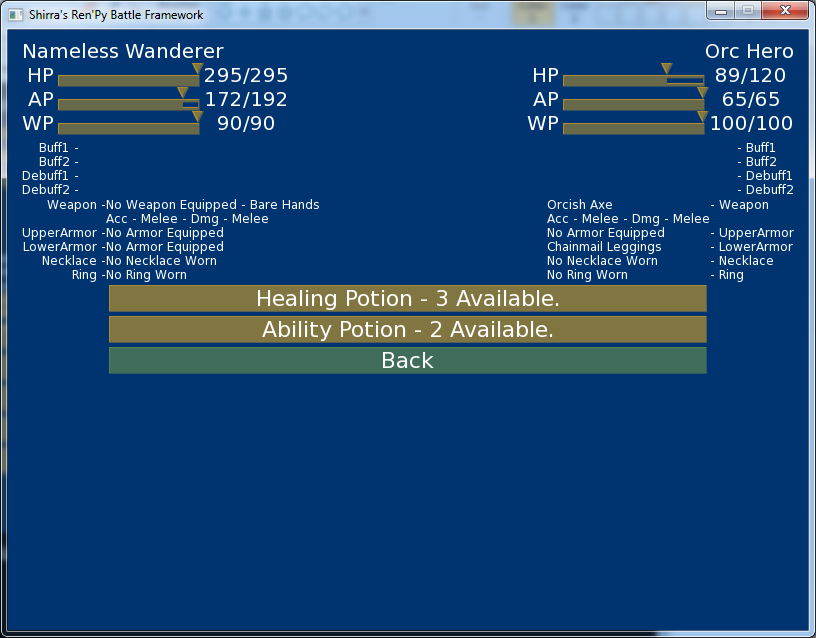 Shirra's Ren'Py Battle Framework
Nameless Wanderer Orc Hero
HP 295/295 HP 89/120
AP 172/192 AP 65/65
WP 90/90 WP 100/100
Buff1 - - Buff1
Buff2 - - Buff2
Debuff1 - - Debuff1
Debuff2 - - Debuff2
Weapon -No Weapon Equipped - Bare Hands Orcish Axe - Weapon
Acc - Melee - Dmg - Melee Acc - Melee - Dmg - Melee
UpperArmor -No Armor Equipped No Armor Equipped - UpperArmor
LowerArmor -No Armor Equipped Chainmail Leggings - LowerArmor
Necklace -No Necklace Worn No Necklace Worn - Necklace
Ring -No Ring Worn No Ring Worn - Ring
Healing Potion - 3 Available.
Ability Potion - 2 Available.
Back